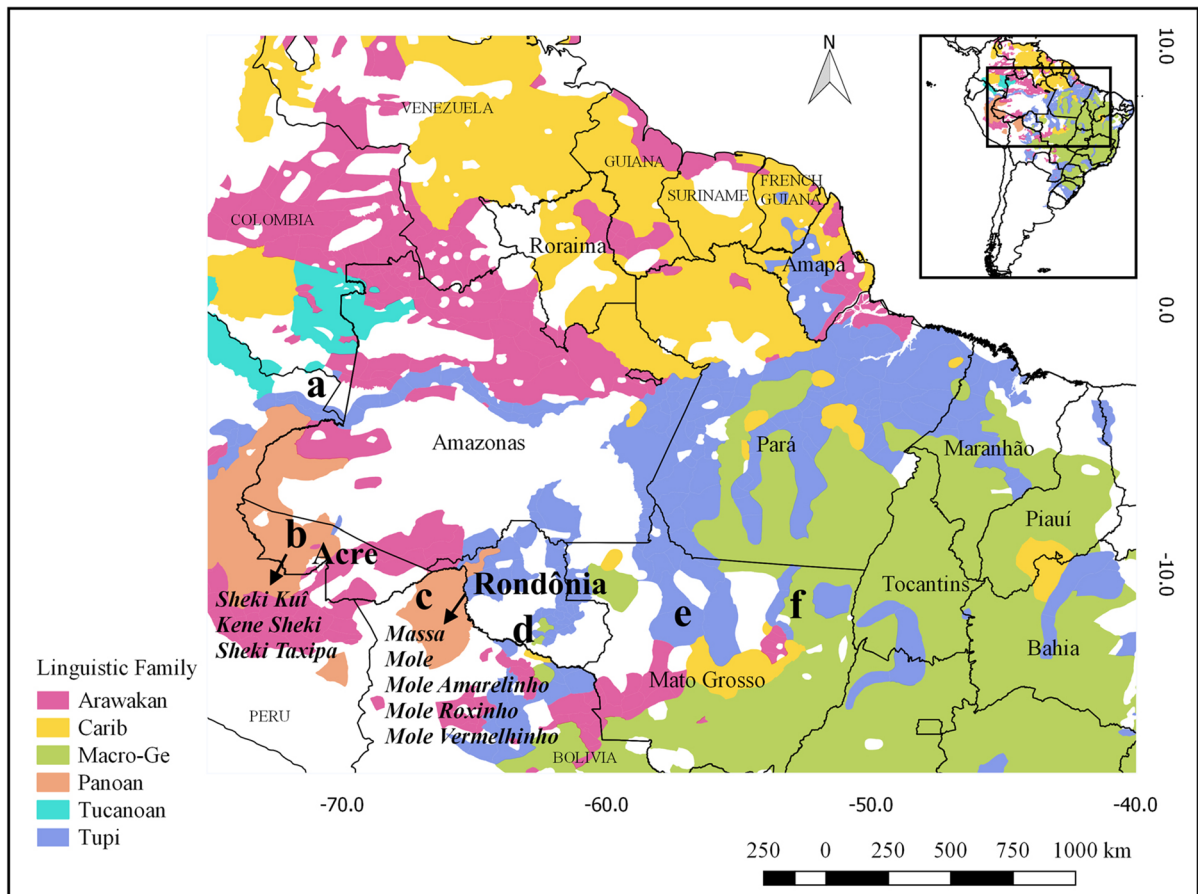 N
10.0
0.0
-10.0
VENEZUELA
GUIANA
SURINAME
FRENCH
GUIANA
COLOMBIA
Roraima
Amapá
a
Amazonas
Pará
Maranhão
Piauí
b
Acre
Rondônia
Tocantins
c
d
e
f
Sheki Kuĩ
Kene Sheki
Sheki Taxipa
Massa
Mole
Mole Amarelinho
Mole Roxinho
Mole Vermelhinho
Mato Grosso
Bahia
PERU
BOLIVIA
Linguistic Family
Arawakan
Carib
Macro-Ge
Panoan
Tucanoan
Tupi
-70.0
-60.0
-50.0
-40.0
250 0 250 500 750 1000 km